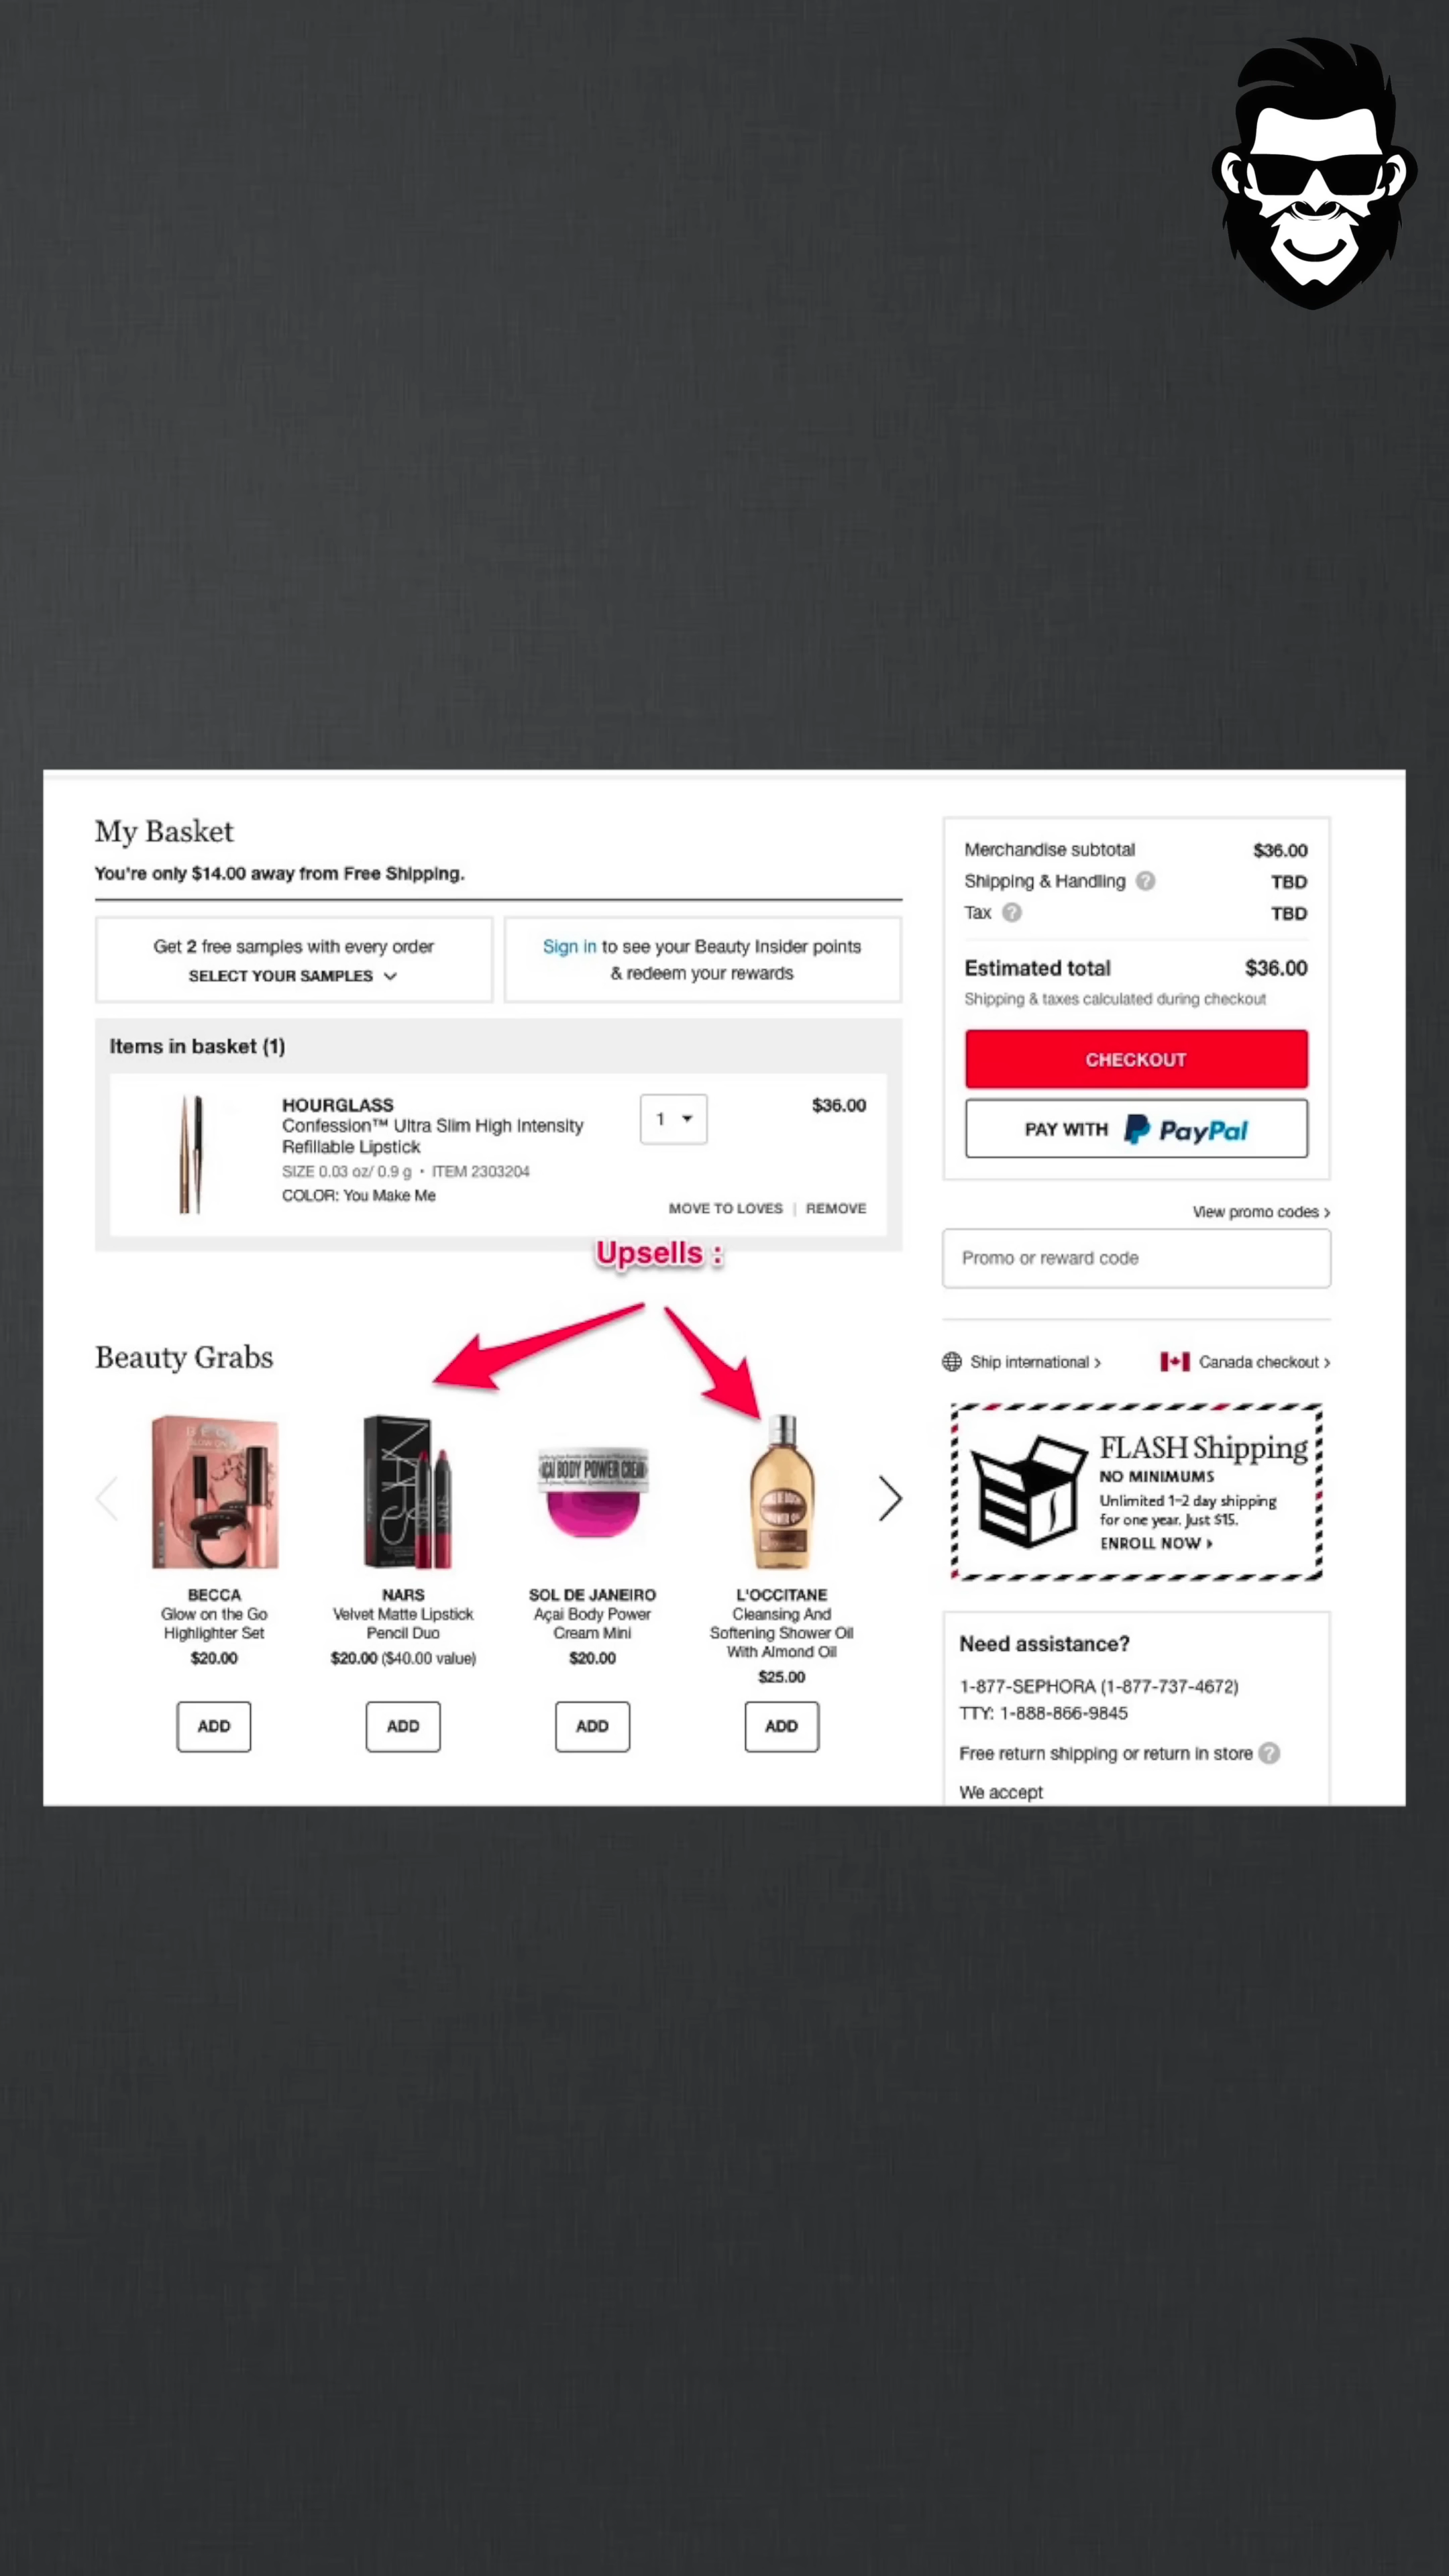 My Basket
You're only $14.00 away from Free Shipping.
Get 2 free samples with every order
SELECT YOUR SAMPLES
Sign in to see your Beauty Insider points
& redeem your rewards
Items in basket (1)
HOURGLASS
Confession™ Ultra Slim High Intensity
Refillable Lipstick
SIZE 0.03 oz/ 0.9 g • ITEM 2303204
COLOR: You Make Me
1
$36.00
MOVE TO LOVES | REMOVE
Upsells :
Beauty Grabs
BECCA
Glow on the Go
Highlighter Set
$20.00
ADD
NARS
NARS
Velvet Matte Lipstick
Pencil Duo
$20.00 ($40.00 value)
ADD
AÇAÍ BODY POWER CREAM
SOL DE JANEIRO
Açai Body Power
Cream Mini
$20.00
ADD
L'OCCITANE
Cleansing And
Softening Shower Oil
With Almond Oil
$25.00
ADD
Merchandise subtotal $36.00
Shipping & Handling ? TBD
Tax ? TBD
Estimated total $36.00
Shipping & taxes calculated during checkout
CHECKOUT
PAY WITH PayPal
View promo codes >
Promo or reward code
Ship international >
Canada checkout >
FLASH Shipping
NO MINIMUMS
Unlimited 1-2 day shipping
for one year. Just $15.
ENROLL NOW
Need assistance?
1-877-SEPHORA (1-877-737-4672)
TTY: 1-888-866-9845
Free return shipping or return in store ?
We accept